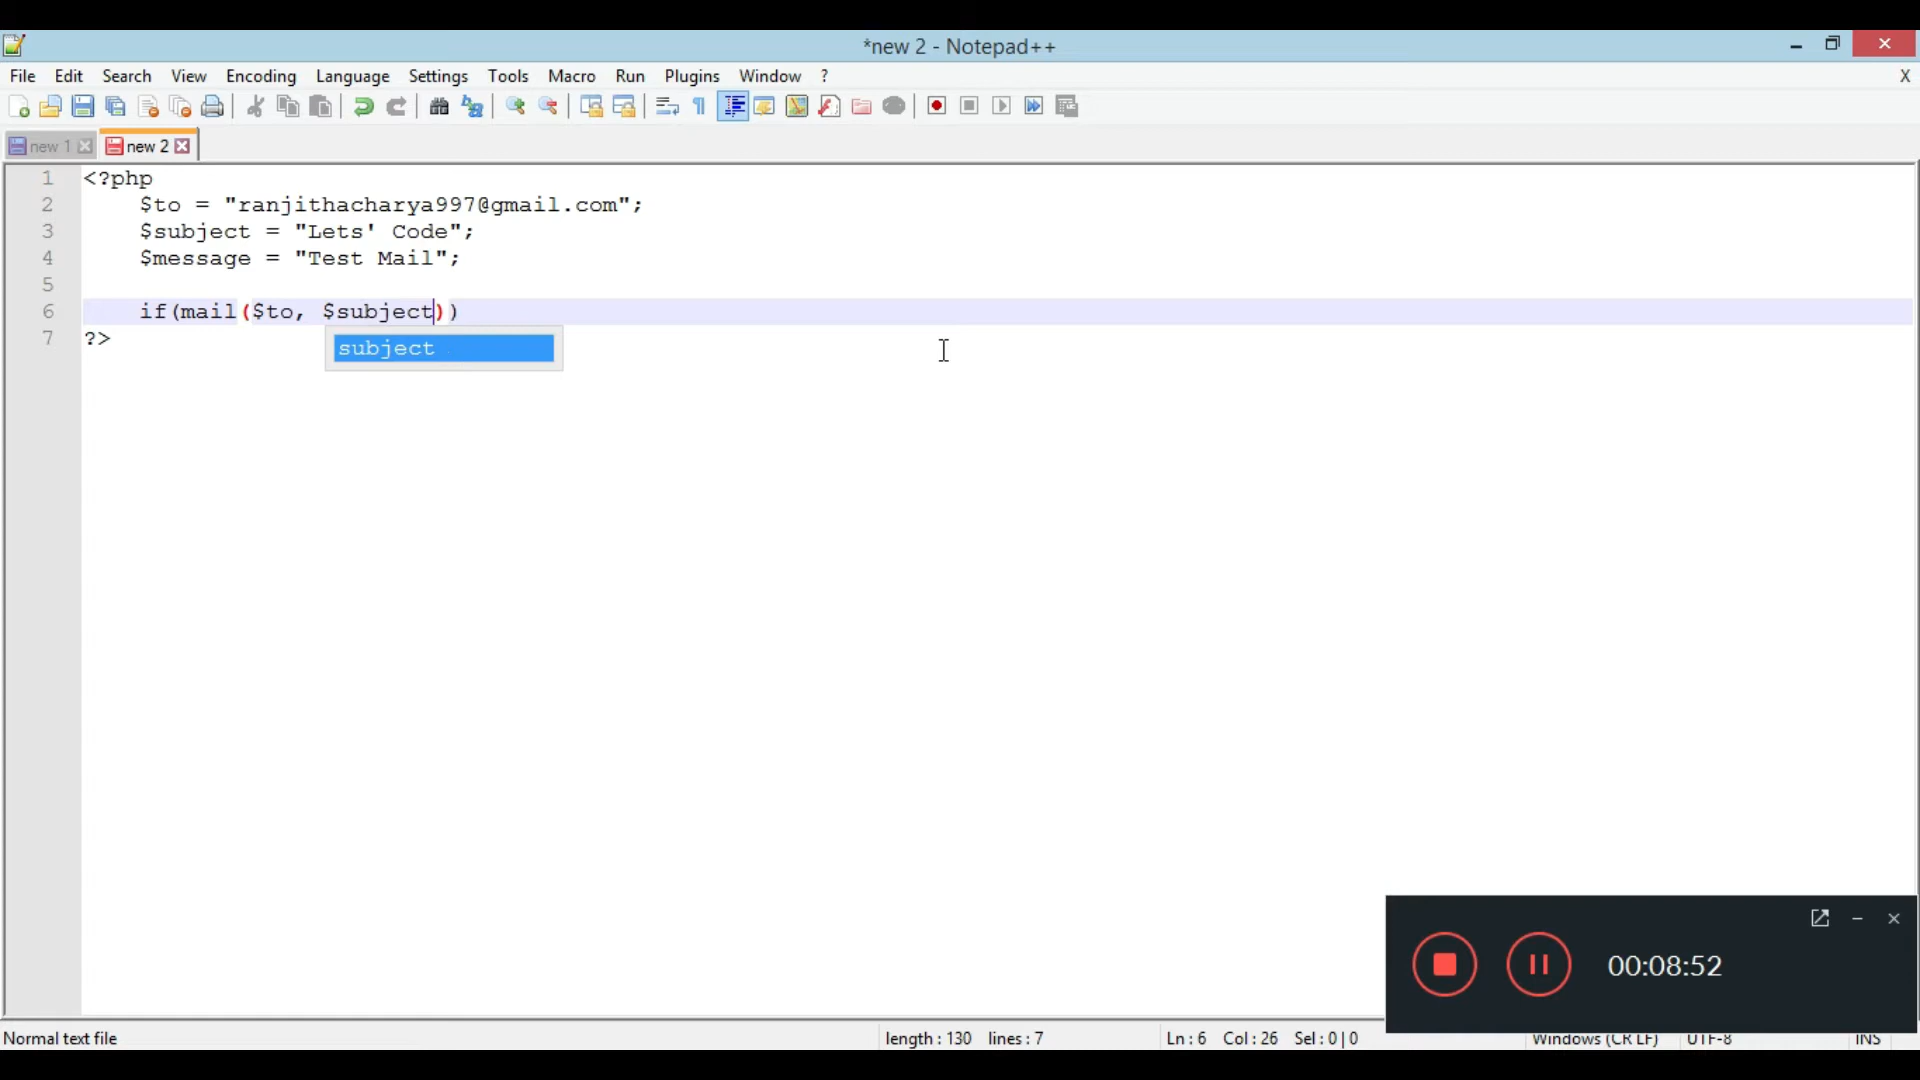 *new 2 - Notepad++
File Edit Search View Encoding Language Settings Tools Macro Run Plugins Window ? X
new 1 new 2
1 <?php
2 $to = "ranjithacharya997@gmail.com";
3 $subject = "Lets' Code";
4 $message = "Test Mail";
5
6 if(mail($to, $subject))
7 ?>
subject
00:08:52
Normal text file length : 130 lines : 7 Ln : 6 Col : 26 Sel : 0 | 0 Windows (CR LF) UTF-8 INS